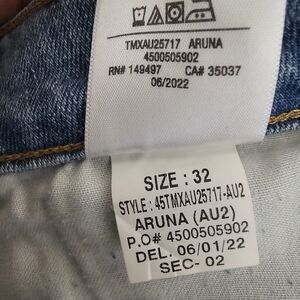 TMXAU25717 ARUNA
4500505902
RN# 149497 CA# 35037
06/2022
SIZE : 32
STYLE : 45TMXAU25717-AU2
ARUNA (AU2)
P.O# 4500505902
DEL. 06/01/22
SEC- 02